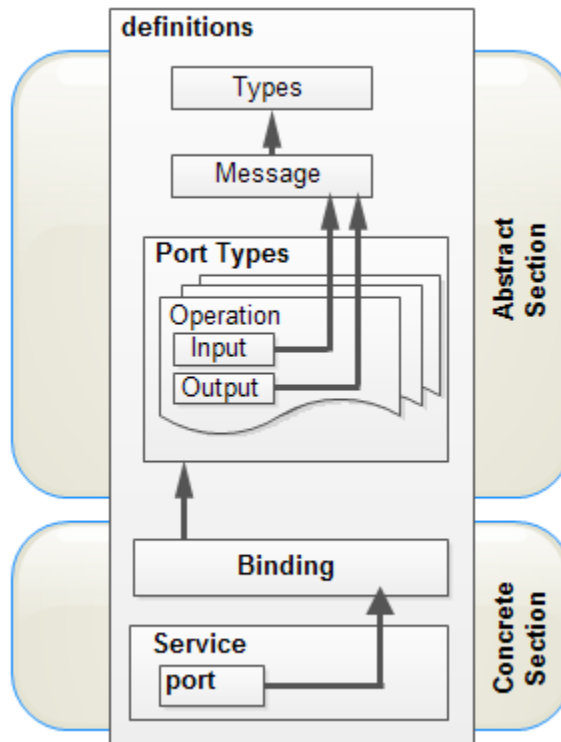 definitions
Types
Message
Port Types
Operation
Input
Output
Abstract
Section
Binding
Service
port
Concrete
Section